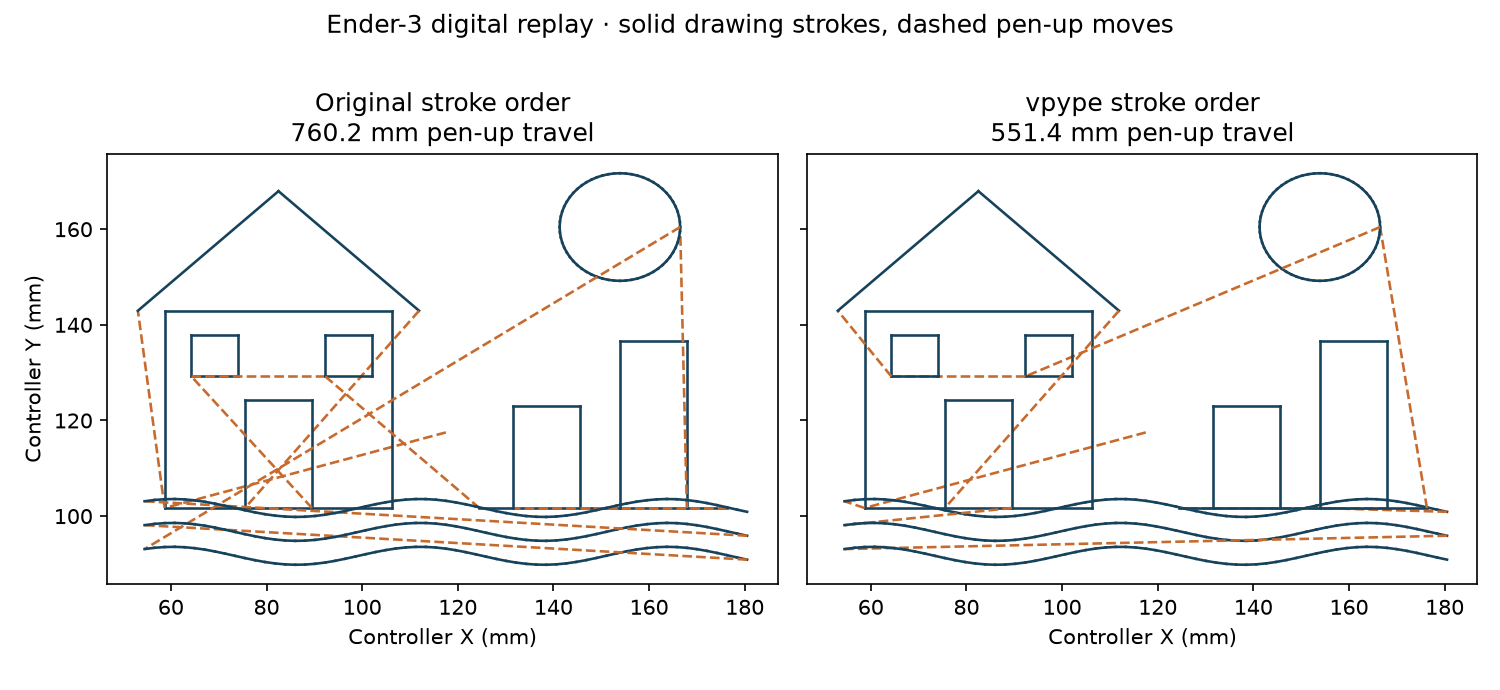 Ender-3 digital replay · solid drawing strokes, dashed pen-up moves
Original stroke order
760.2 mm pen-up travel
vpype stroke order
551.4 mm pen-up travel
Controller Y (mm)
160
140
120
100
60 80 100 120 140 160 180
60 80 100 120 140 160 180
Controller X (mm)
Controller X (mm)